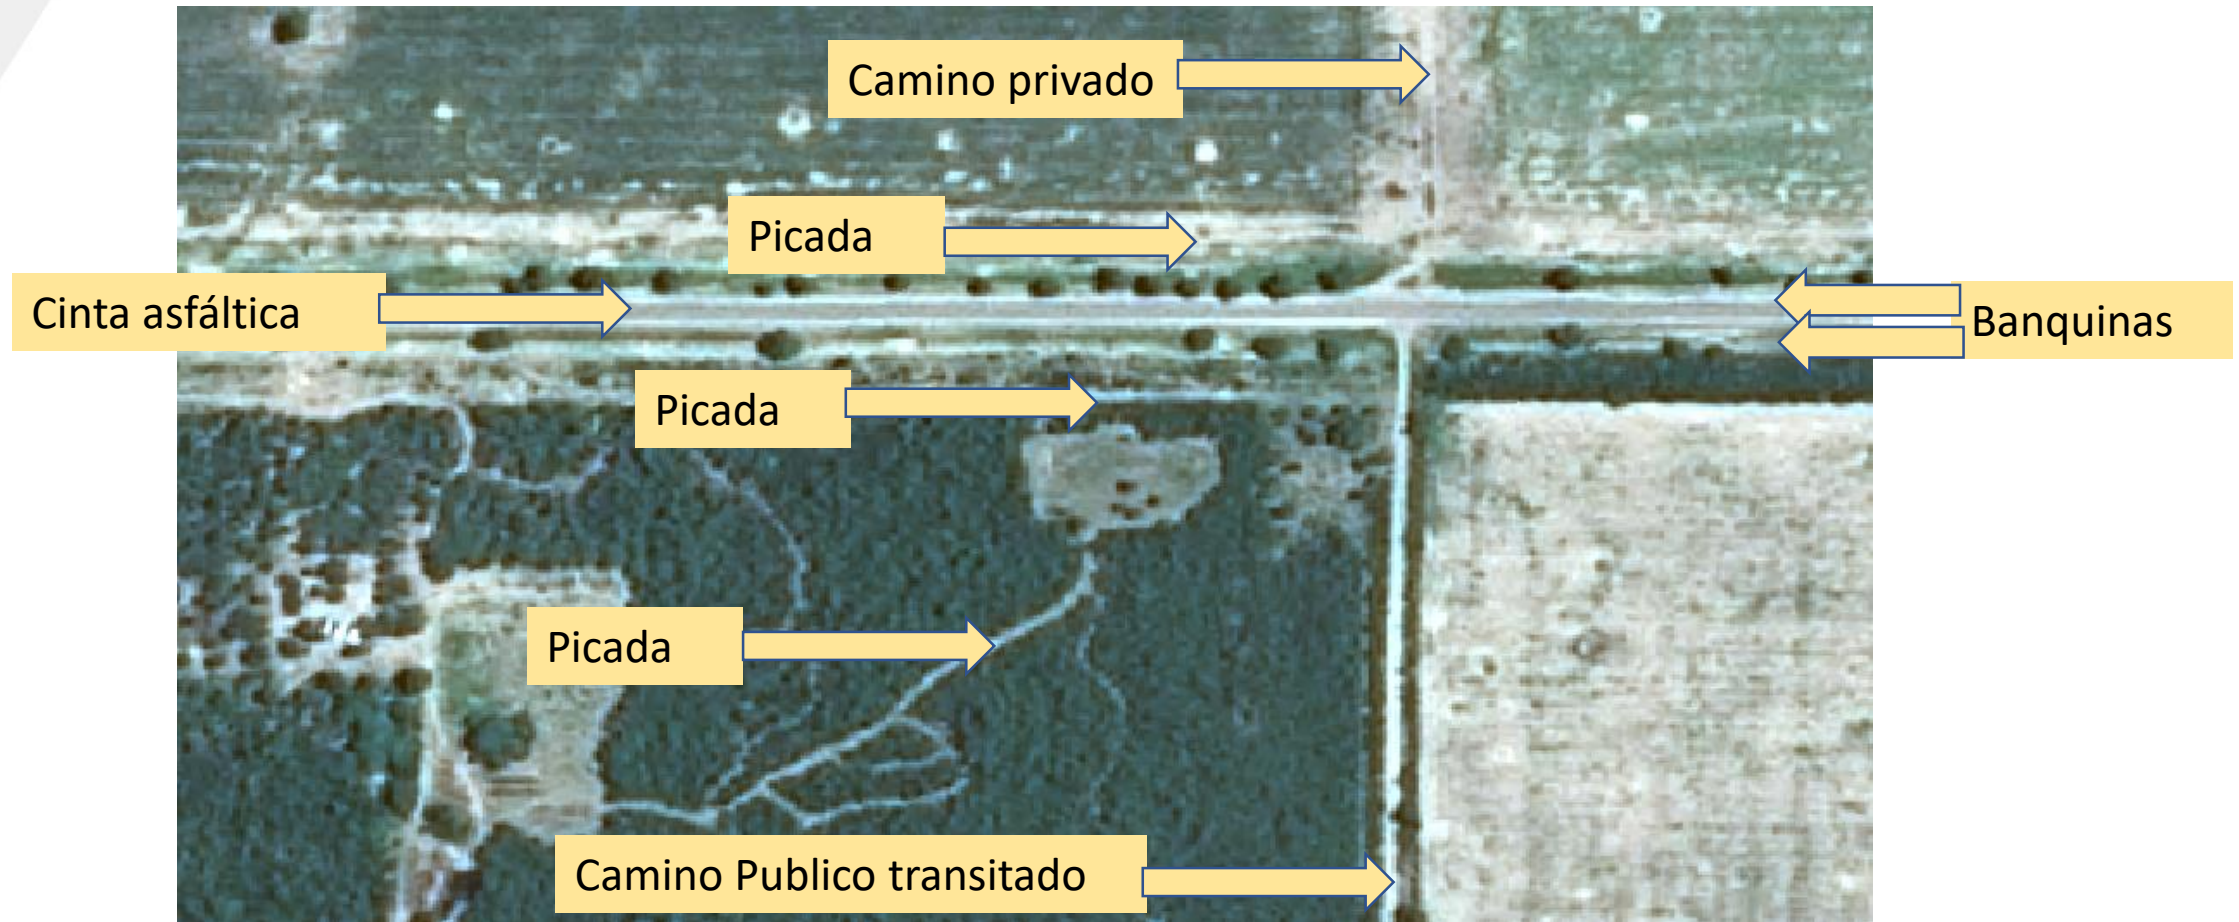 Camino privado
Picada
Cinta asfáltica
Banquinas
Picada
Picada
Camino Publico transitado